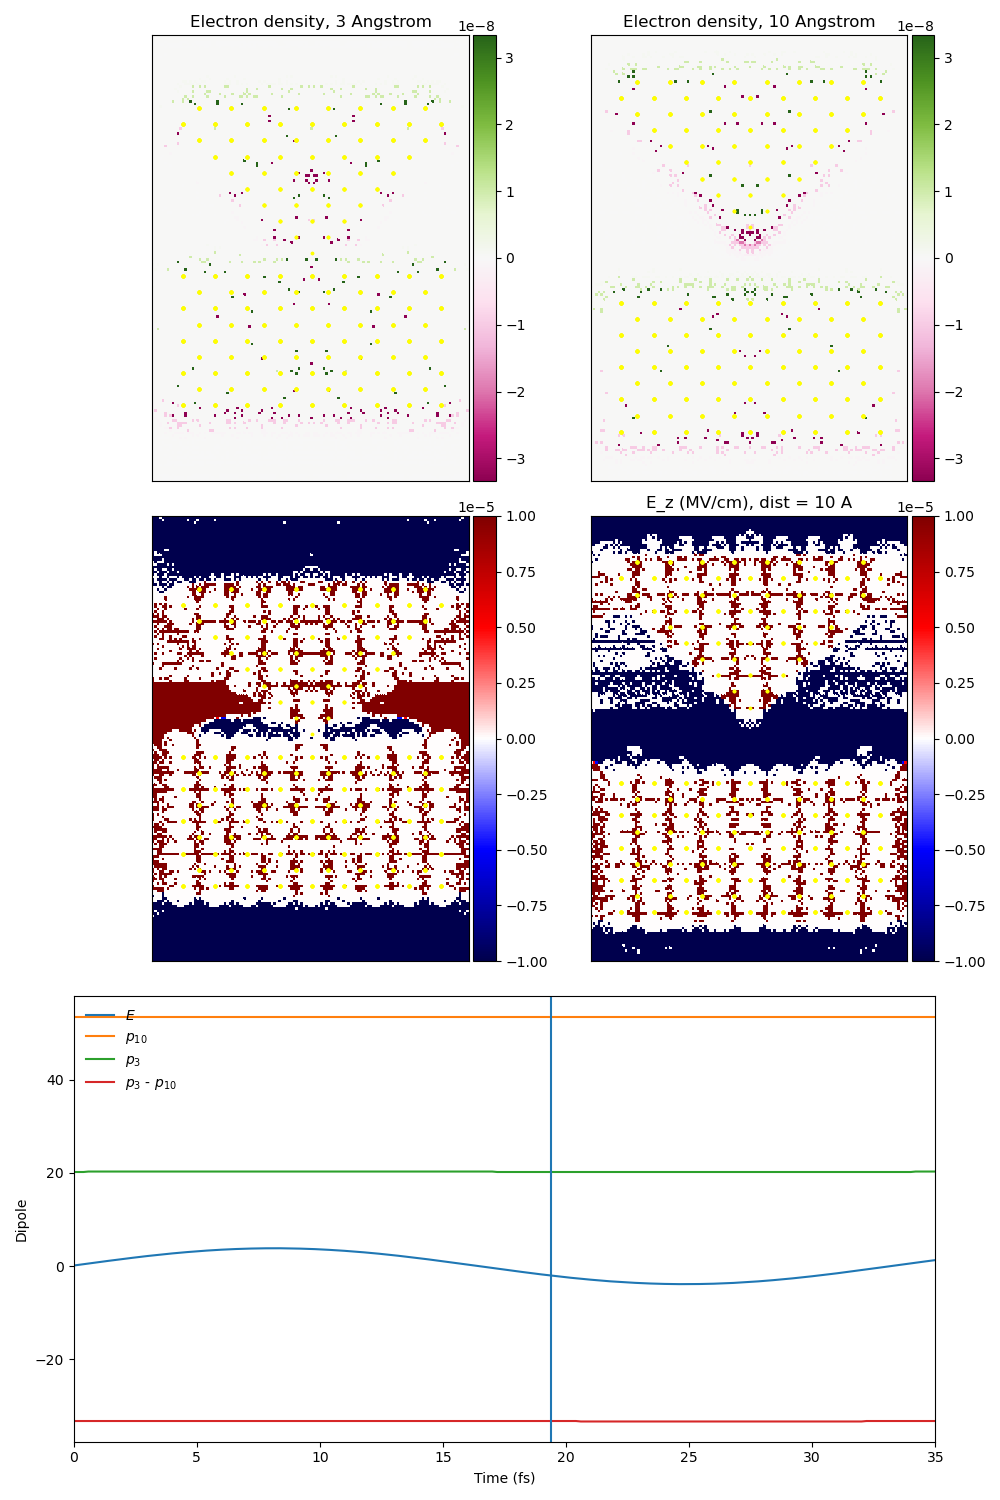 Electron density, 3 Angstrom
1e−8
3
2
1
0
−1
−2
−3
Electron density, 10 Angstrom
1e−8
3
2
1
0
−1
−2
−3
1e−5
1.00
0.75
0.50
0.25
0.00
−0.25
−0.50
−0.75
−1.00
E_z (MV/cm), dist = 10 A
1e−5
1.00
0.75
0.50
0.25
0.00
−0.25
−0.50
−0.75
−1.00
E
p10
p3
p3 - p10
40
20
0
−20
Dipole
0 5 10 15 20 25 30 35
Time (fs)